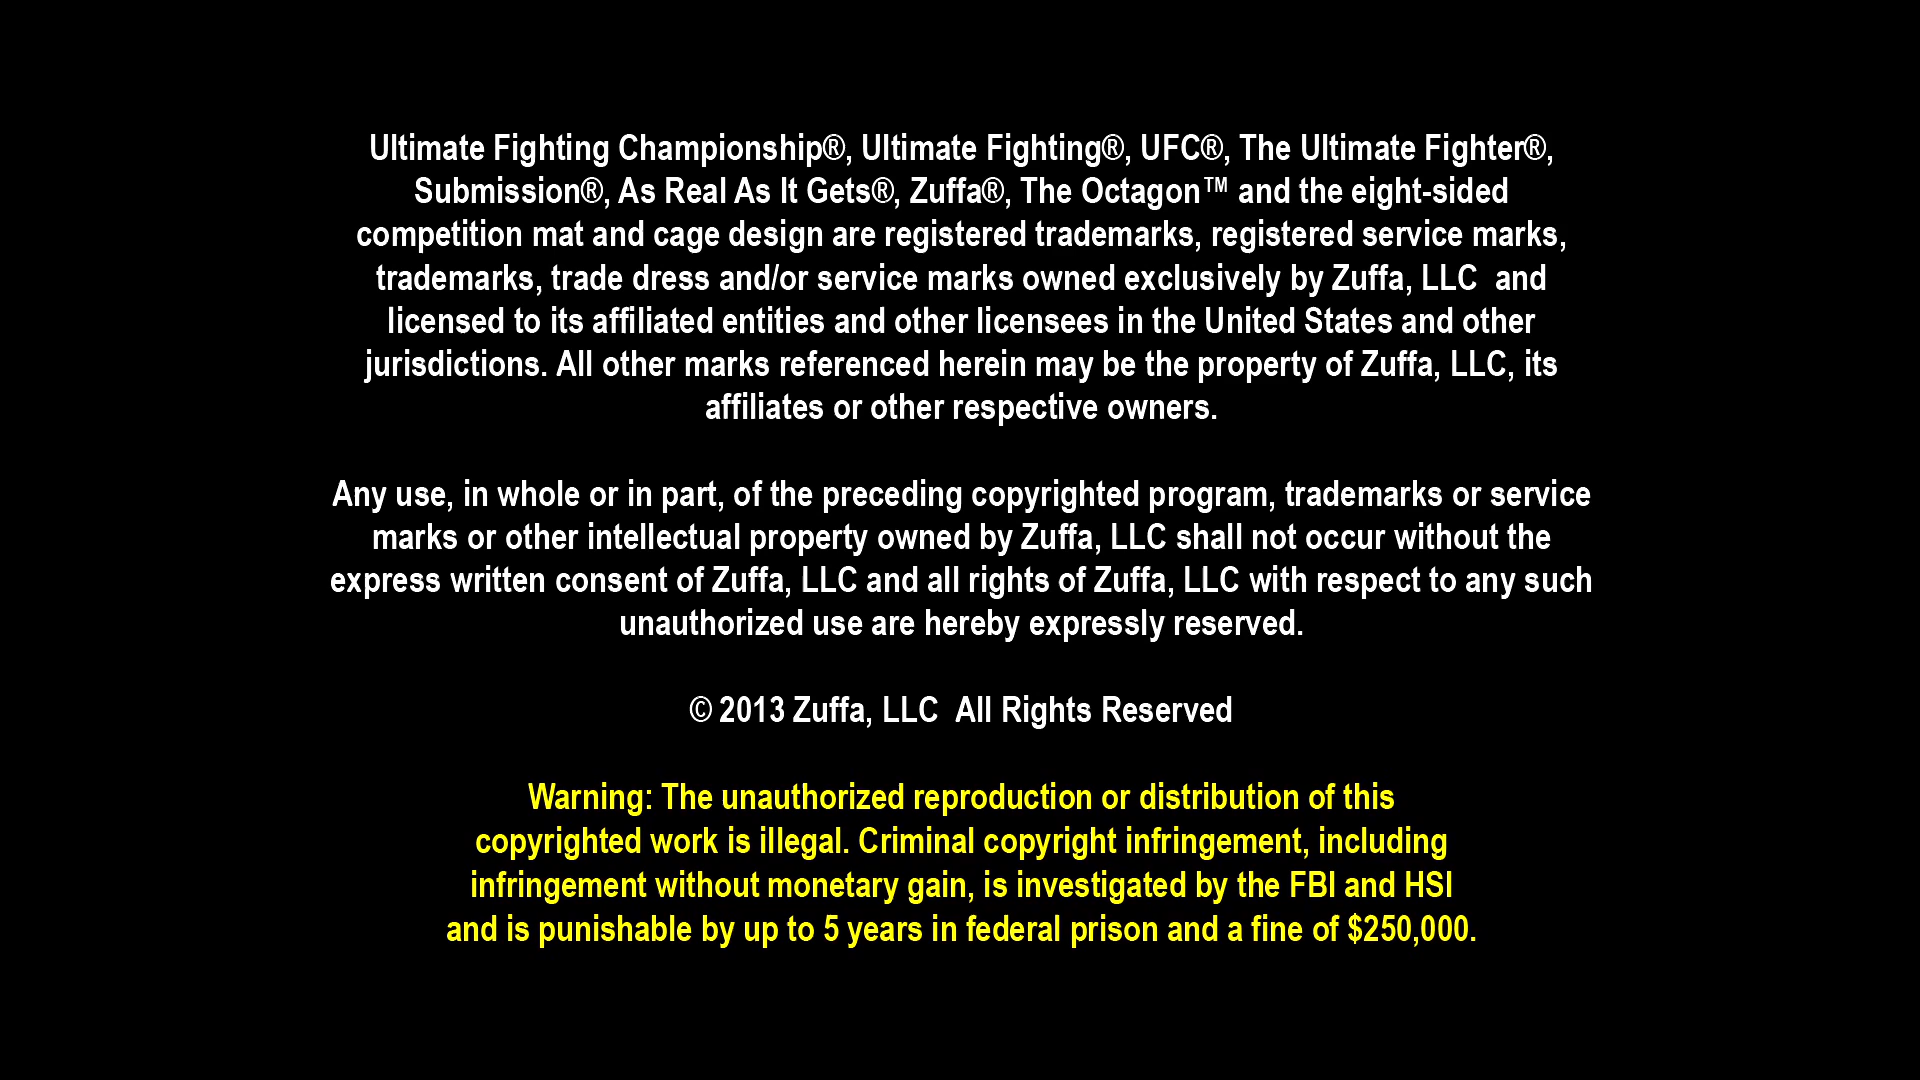 Ultimate Fighting Championship®, Ultimate Fighting®, UFC®, The Ultimate Fighter®,
Submission®, As Real As It Gets®, Zuffa®, The Octagon™ and the eight-sided
competition mat and cage design are registered trademarks, registered service marks,
trademarks, trade dress and/or service marks owned exclusively by Zuffa, LLC  and
licensed to its affiliated entities and other licensees in the United States and other
jurisdictions. All other marks referenced herein may be the property of Zuffa, LLC, its
affiliates or other respective owners.
Any use, in whole or in part, of the preceding copyrighted program, trademarks or service
marks or other intellectual property owned by Zuffa, LLC shall not occur without the
express written consent of Zuffa, LLC and all rights of Zuffa, LLC with respect to any such
unauthorized use are hereby expressly reserved.
© 2013 Zuffa, LLC  All Rights Reserved
Warning: The unauthorized reproduction or distribution of this
copyrighted work is illegal. Criminal copyright infringement, including
infringement without monetary gain, is investigated by the FBI and HSI
and is punishable by up to 5 years in federal prison and a fine of $250,000.